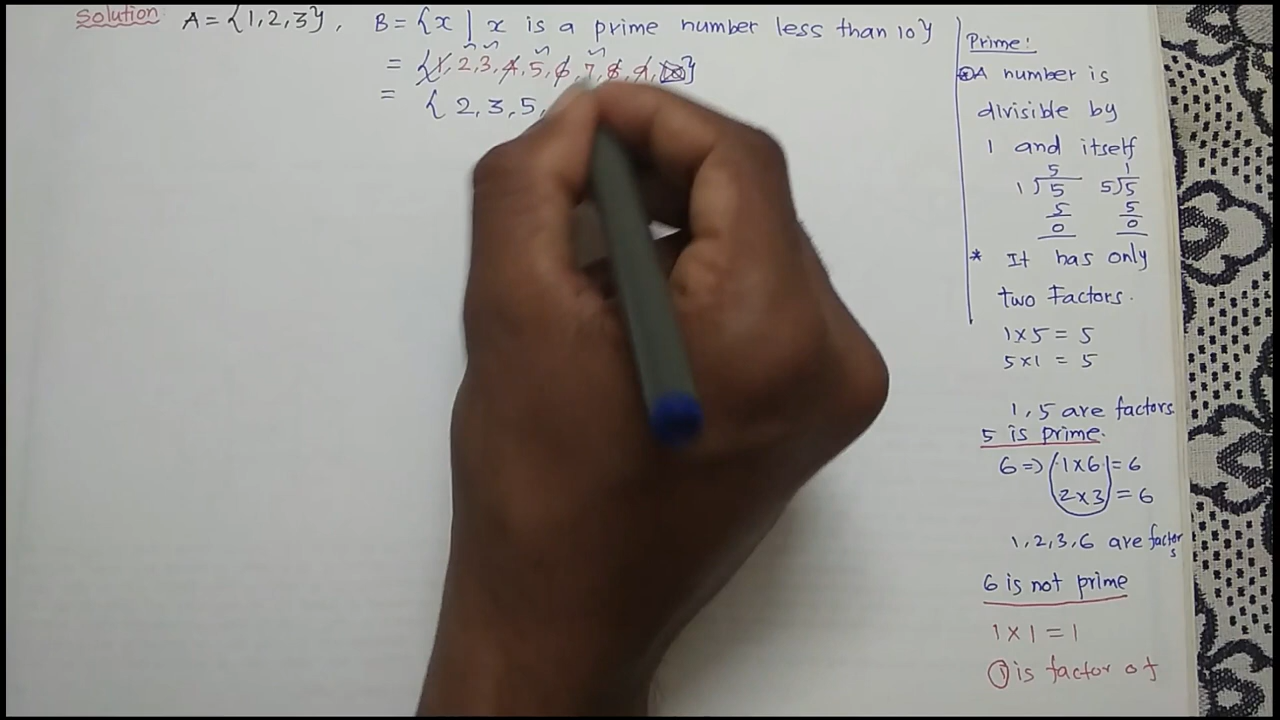 Solution: A = {1, 2, 3}, B = {x | x is a prime number less than 10}
= {1, 2, 3, 4, 5, 6, 7, 8, 9, 10}
= { 2, 3, 5,
Prime:
* A number is
divisible by
1 and itself
5 1
1)5 5)5
5 5
0 0
* It has only
two Factors.
1 x 5 = 5
5 x 1 = 5
1, 5 are factors
5 is prime.
6 => (1 x 6) = 6
2 x 3 = 6
1, 2, 3, 6 are factors
6 is not prime
1 x 1 = 1
1 is factor of